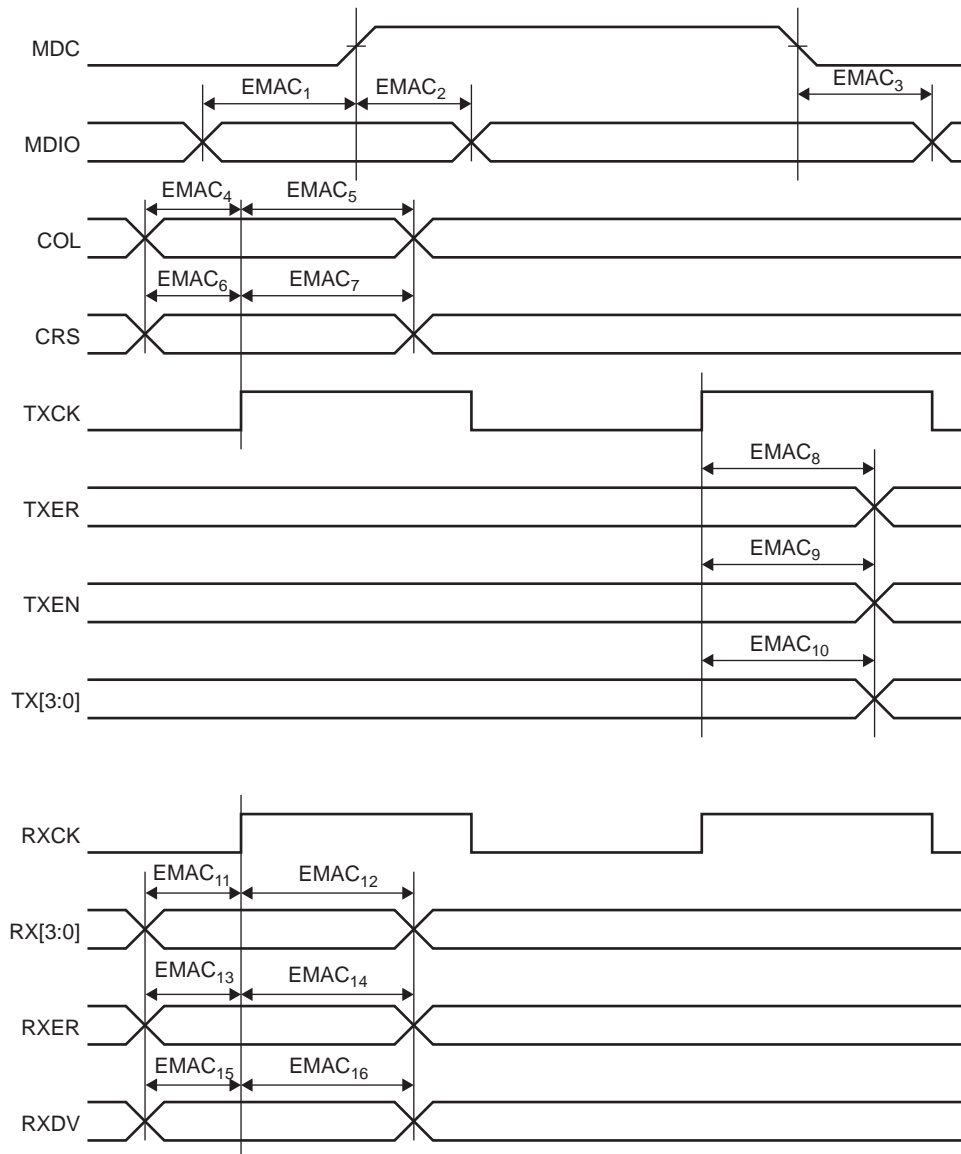 MDC
EMAC₁ EMAC₂ EMAC₃
MDIO
EMAC₄ EMAC₅
COL
EMAC₆ EMAC₇
CRS
TXCK
EMAC₈
TXER
EMAC₉
TXEN
EMAC₁₀
TX[3:0]
RXCK
EMAC₁₁ EMAC₁₂
RX[3:0]
EMAC₁₃ EMAC₁₄
RXER
EMAC₁₅ EMAC₁₆
RXDV